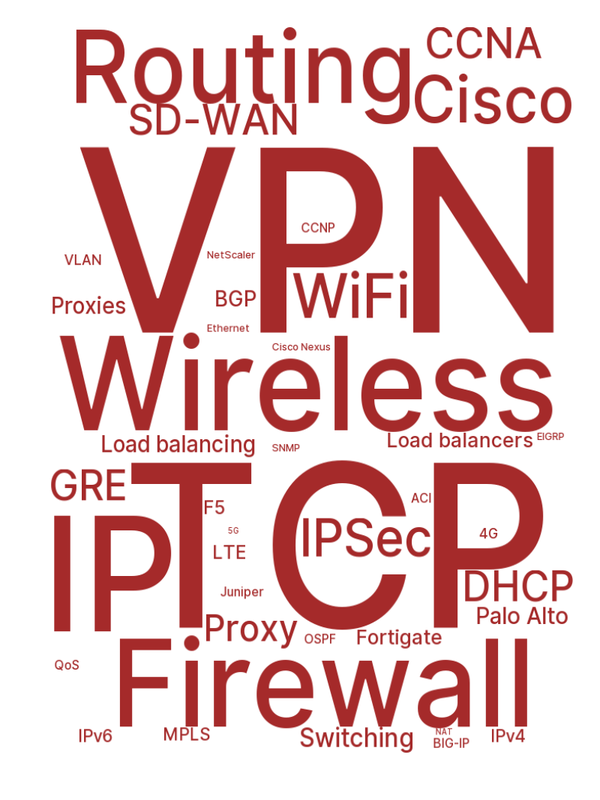 Routing
CCNA
Cisco
SD-WAN
VPN
CCNP
VLAN
NetScaler
WiFi
BGP
Proxies
Ethernet
Wireless
Cisco Nexus
Load balancing
SNMP
Load balancers
EIGRP
GRE
TCP
ACI
F5
IP
5G
IPSec
4G
LTE
Juniper
DHCP
Palo Alto
Proxy
OSPF
Fortigate
QoS
Firewall
IPv6
MPLS
Switching
NAT
BIG-IP
IPv4